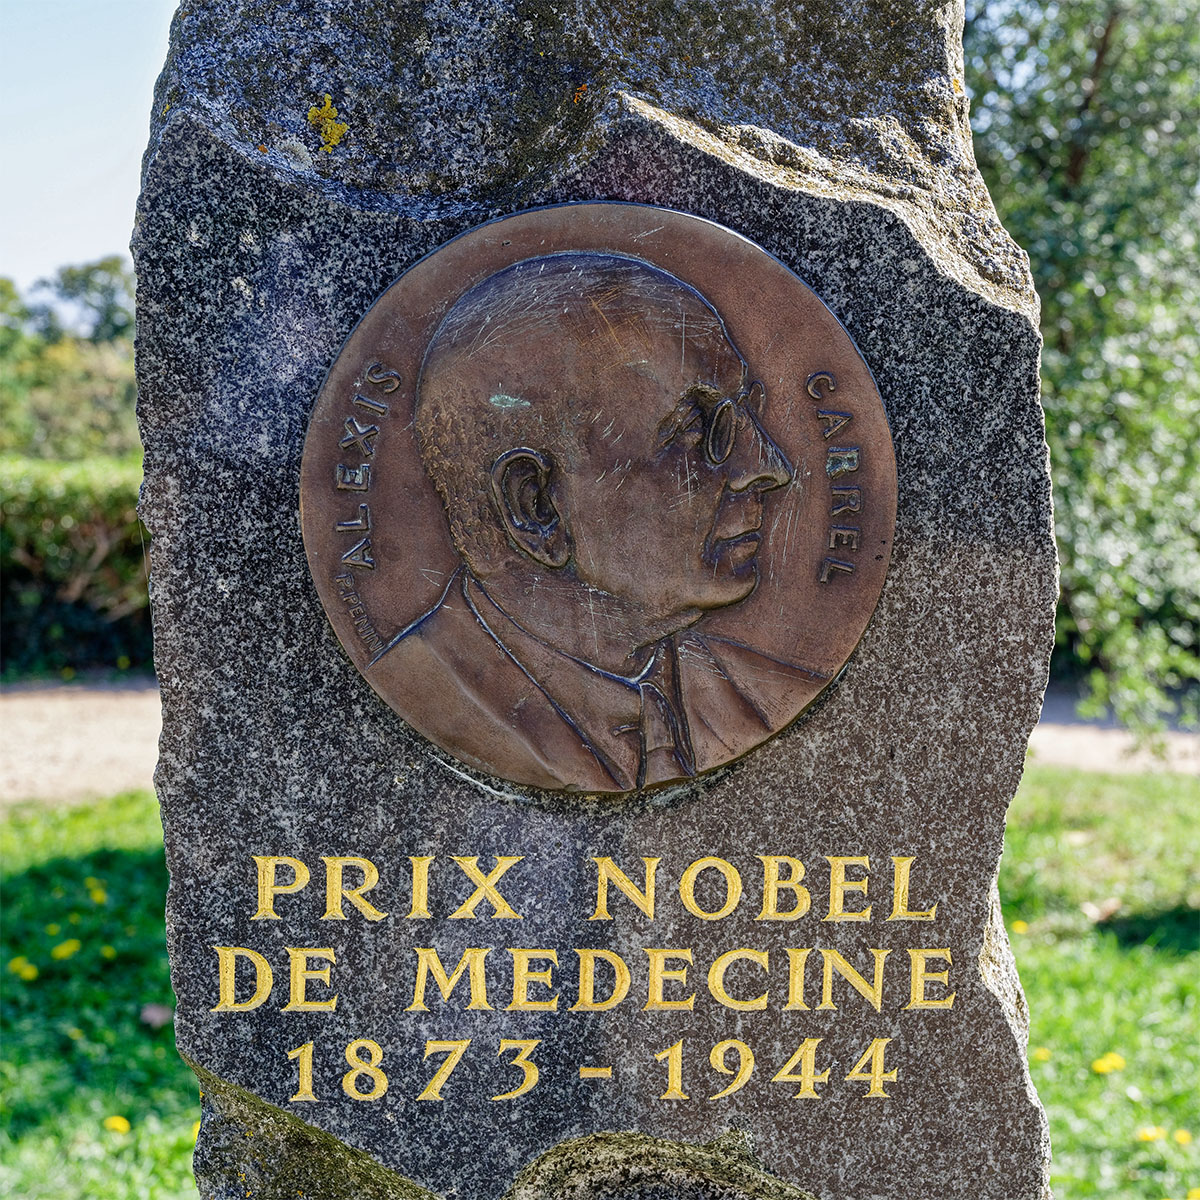 ALEXIS
CARREL
PRIX NOBEL
DE MEDECINE
1873 - 1944